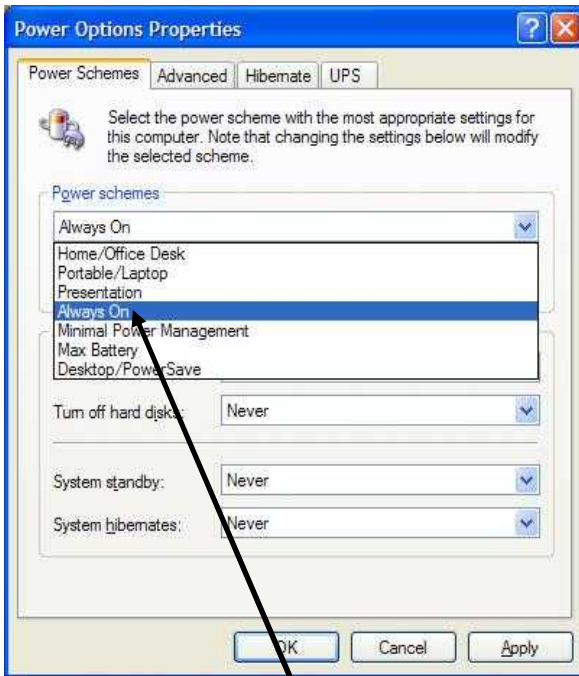 Power Options Properties
Power Schemes Advanced Hibernate UPS
Select the power scheme with the most appropriate settings for
this computer. Note that changing the settings below will modify
the selected scheme.
Power schemes
Always On
Home/Office Desk
Portable/Laptop
Presentation
Always On
Minimal Power Management
Max Battery
Desktop/PowerSave
Turn off hard disks: Never
System standby: Never
System hibernates: Never
OK Cancel Apply